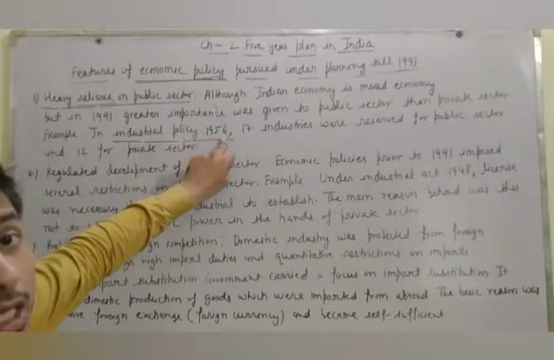 Ch-2 Five year plan in India
Features of economic policy pursued under planning till 1991
i) Heavy reliance on public sector. Although Indian economy is mixed economy
but in 1991 greater importance was given to public sector than private sector
Example In industrial policy 1956, 17 industries were reserved for public sector
and 12 for private sector
Regulated development of sector. Economic policies prior to 1991 imposed
several restrictions on sector. Example Under industrial act 1948, license
was necessary industrial to establish. The main reason behind was this
not to power in the hands of private sector.
competition: Domestic industry was protected from foreign
high import duties and quantitative restrictions on imports
import substitution Government carried a focus on import substitution. It
domestic production of goods which were imported from abroad The basic reason was
foreign exchange (foreign currency) and became self-sufficient